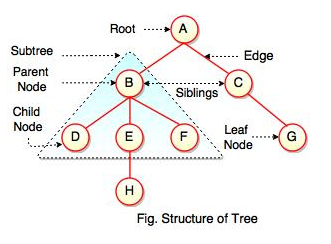 Root
A
Subtree
Edge
Parent
Node
B
Siblings
C
Child
Node
D
E
F
Leaf
Node
G
H
Fig. Structure of Tree